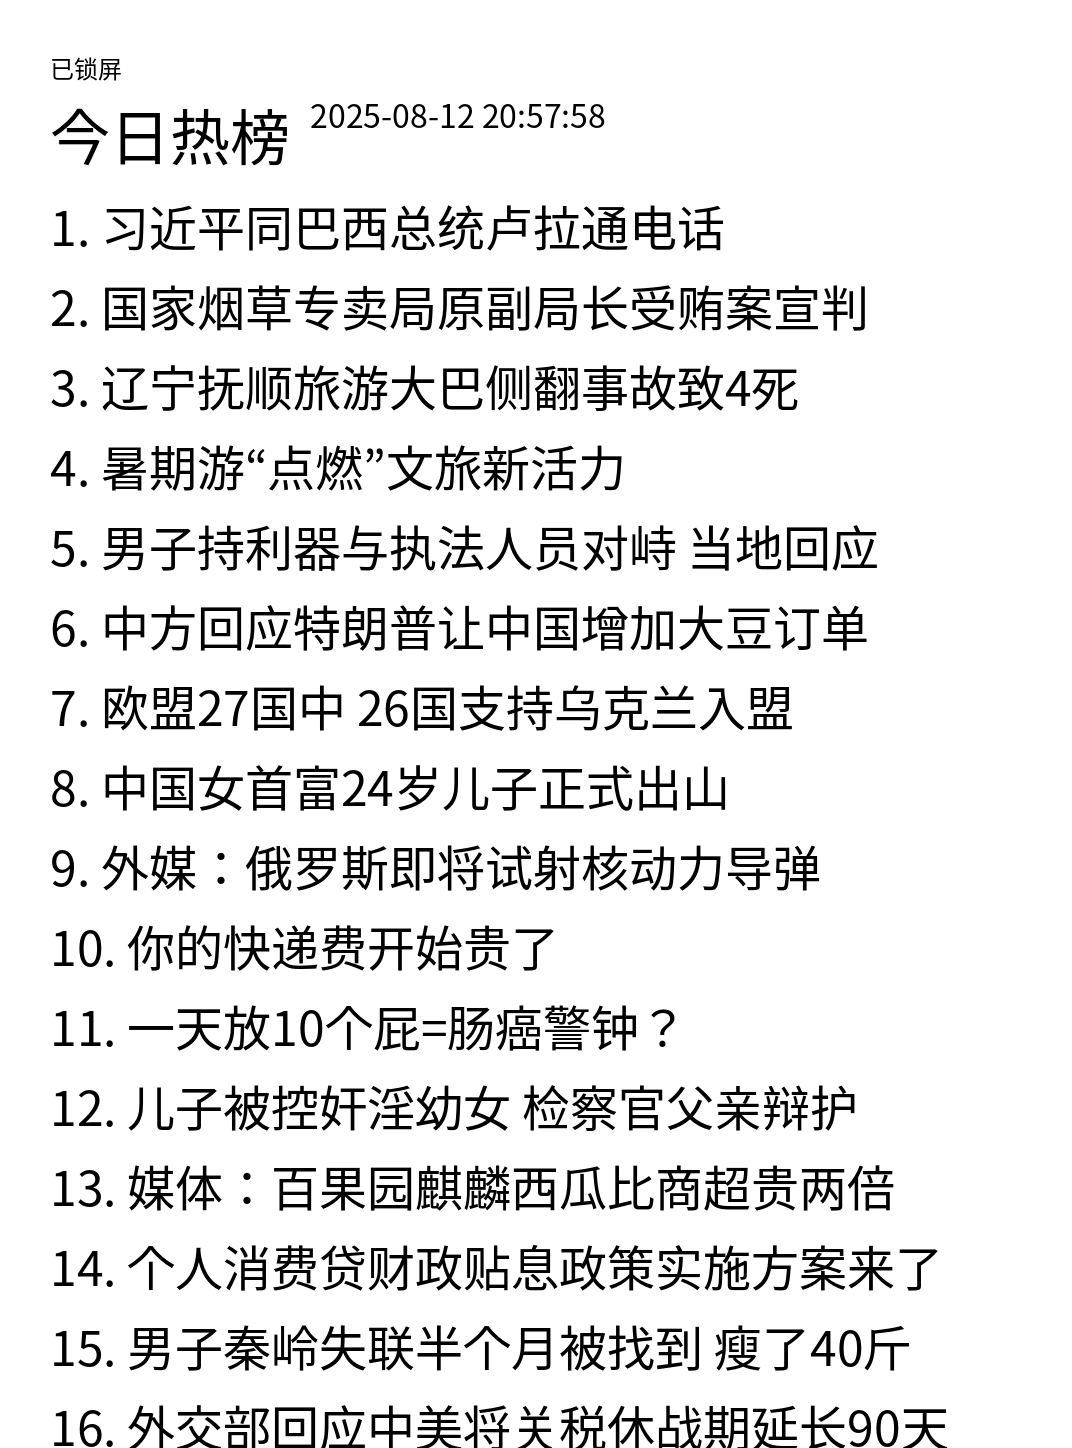 已锁屏
今日热榜 2025-08-12 20:57:58
1. 习近平同巴西总统卢拉通电话
2. 国家烟草专卖局原副局长受贿案宣判
3. 辽宁抚顺旅游大巴侧翻事故致4死
4. 暑期游“点燃”文旅新活力
5. 男子持利器与执法人员对峙 当地回应
6. 中方回应特朗普让中国增加大豆订单
7. 欧盟27国中 26国支持乌克兰入盟
8. 中国女首富24岁儿子正式出山
9. 外媒：俄罗斯即将试射核动力导弹
10. 你的快递费开始贵了
11. 一天放10个屁=肠癌警钟？
12. 儿子被控奸淫幼女 检察官父亲辩护
13. 媒体：百果园麒麟西瓜比商超贵两倍
14. 个人消费贷财政贴息政策实施方案来了
15. 男子秦岭失联半个月被找到 瘦了40斤
16. 外交部回应中美将关税休战期延长90天